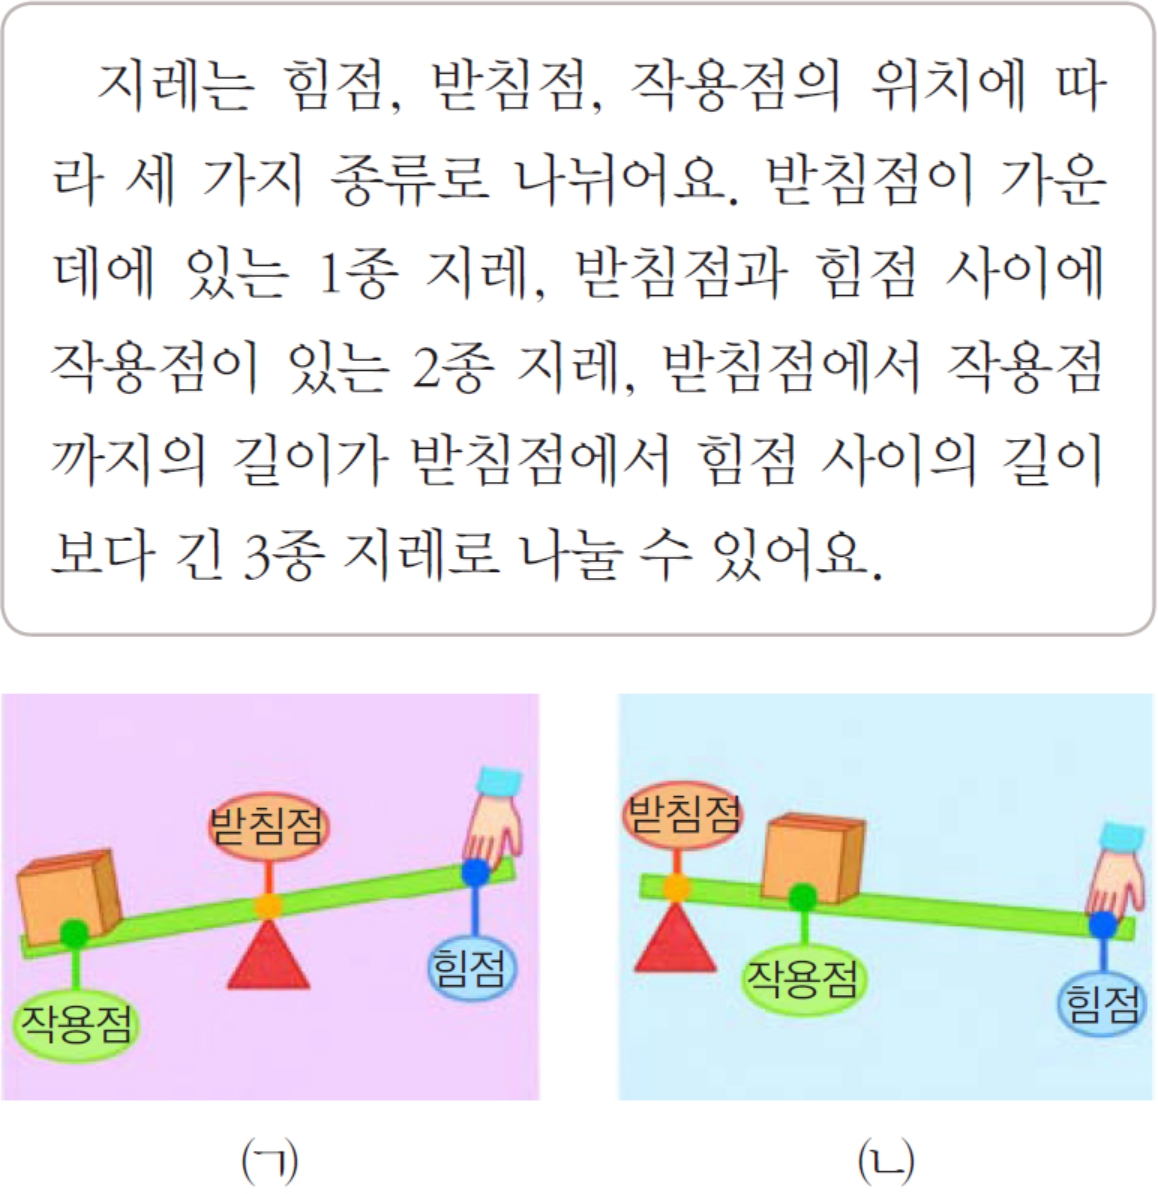 지레는 힘점, 받침점, 작용점의 위치에 따
라 세 가지 종류로 나뉘어요. 받침점이 가운
데에 있는 1종 지레, 받침점과 힘점 사이에
작용점이 있는 2종 지레, 받침점에서 작용점
까지의 길이가 받침점에서 힘점 사이의 길이
보다 긴 3종 지레로 나눌 수 있어요.
받침점
힘점
작용점
받침점
작용점
힘점
(ㄱ)
(ㄴ)